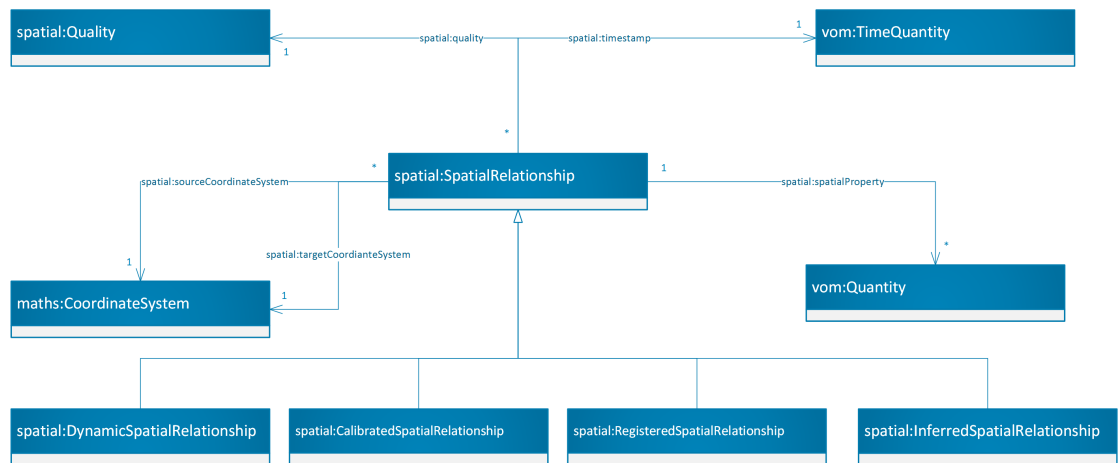 spatial:Quality
1
spatial:quality
spatial:timestamp
1
vom:TimeQuantity
*
*
spatial:SpatialRelationship
1
spatial:sourceCoordinateSystem
spatial:spatialProperty
spatial:targetCoordianteSystem
1
*
maths:CoordinateSystem
1
vom:Quantity
spatial:DynamicSpatialRelationship
spatial:CalibratedSpatialRelationship
spatial:RegisteredSpatialRelationship
spatial:InferredSpatialRelationship